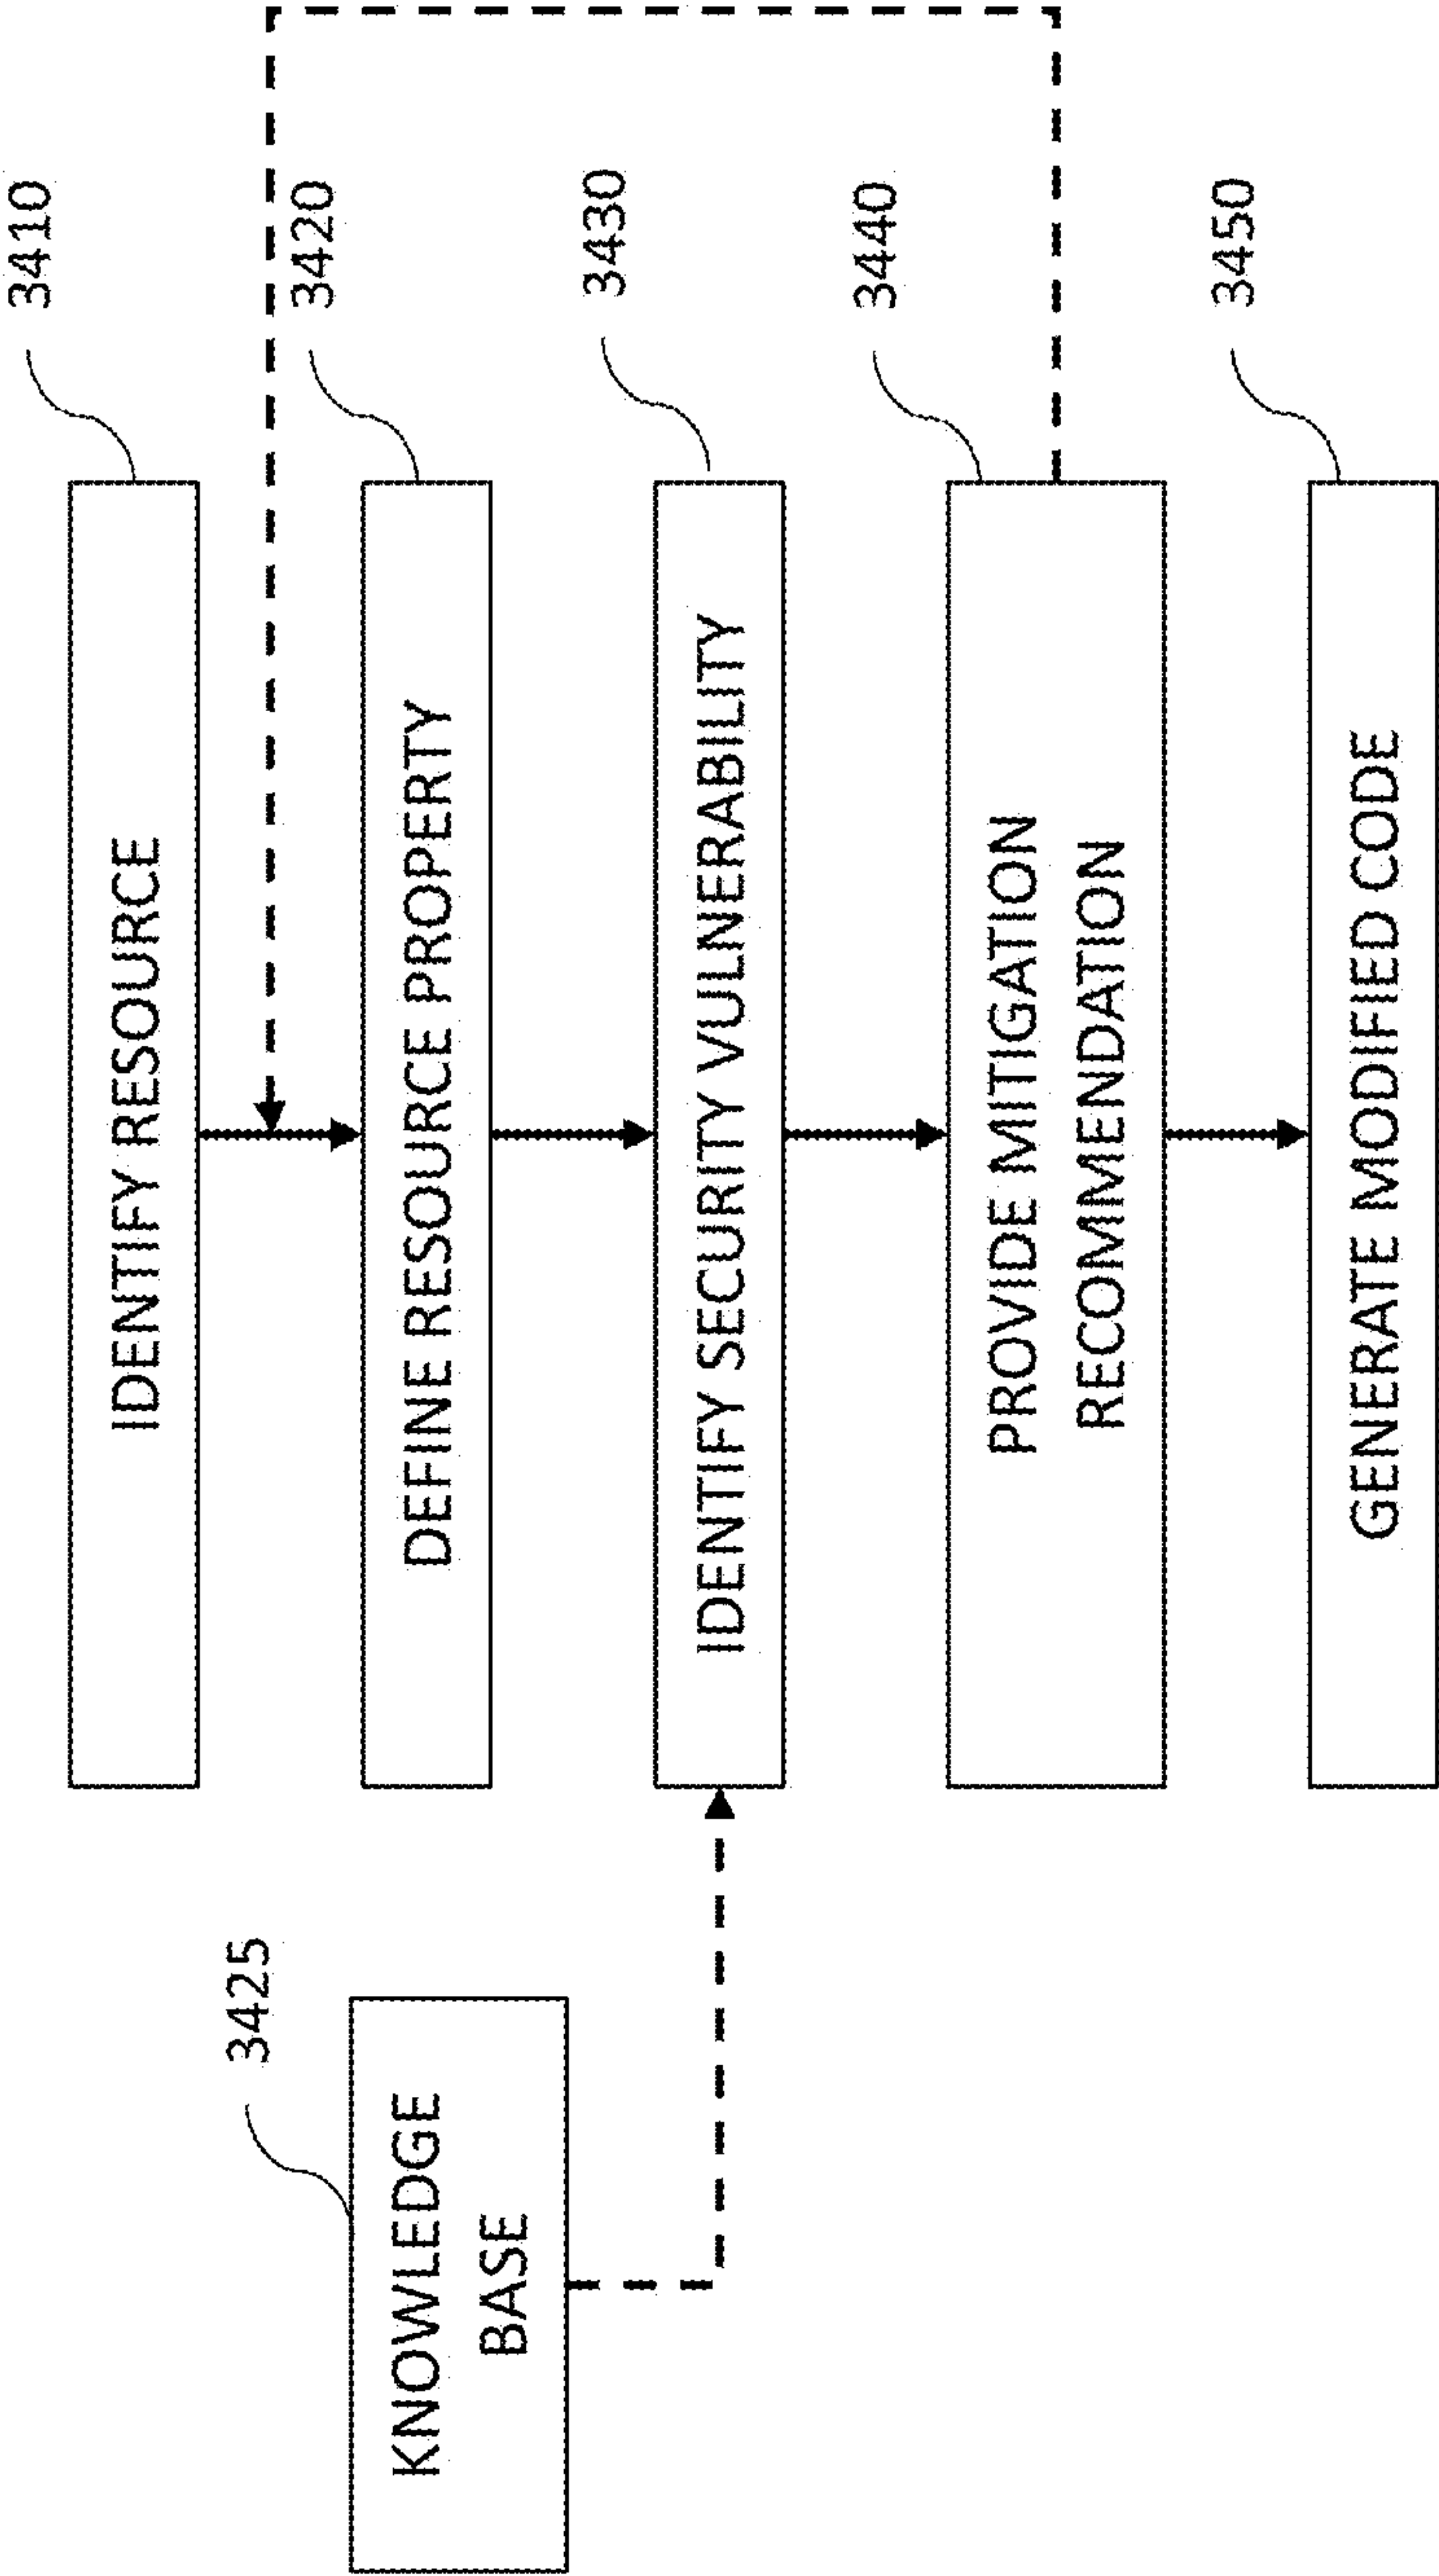 IDENTIFY RESOURCE
3410
DEFINE RESOURCE PROPERTY
3420
KNOWLEDGE
BASE
3425
IDENTIFY SECURITY VULNERABILITY
3430
PROVIDE MITIGATION
RECOMMENDATION
3440
GENERATE MODIFIED CODE
3450